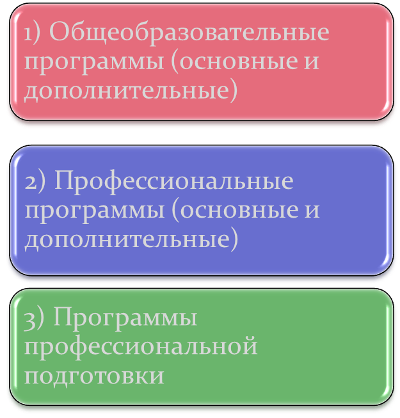 1) Общеобразовательные
программы (основные и
дополнительные)
2) Профессиональные
программы (основные и
дополнительные)
3) Программы
профессиональной
подготовки